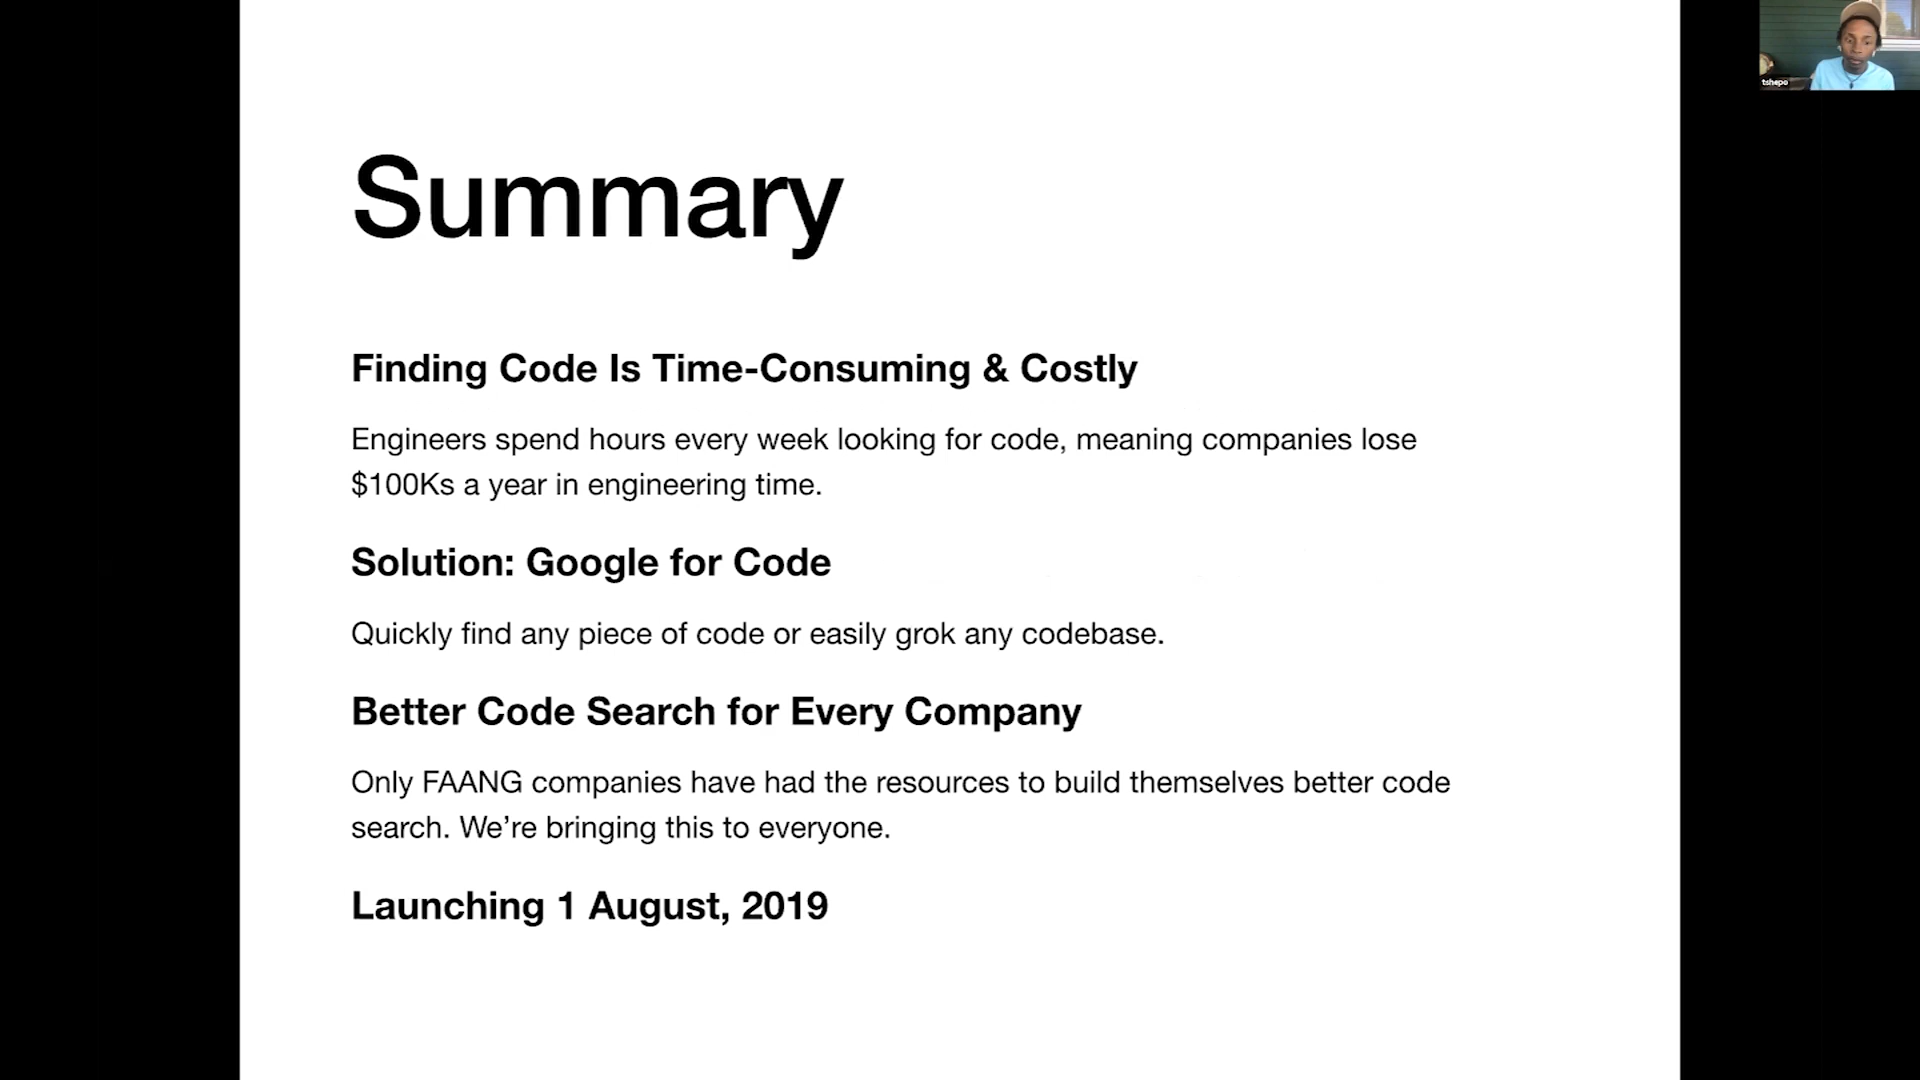 Summary
Finding Code Is Time-Consuming & Costly
Engineers spend hours every week looking for code, meaning companies lose
$100Ks a year in engineering time.
Solution: Google for Code
Quickly find any piece of code or easily grok any codebase.
Better Code Search for Every Company
Only FAANG companies have had the resources to build themselves better code
search. We’re bringing this to everyone.
Launching 1 August, 2019
tshepo